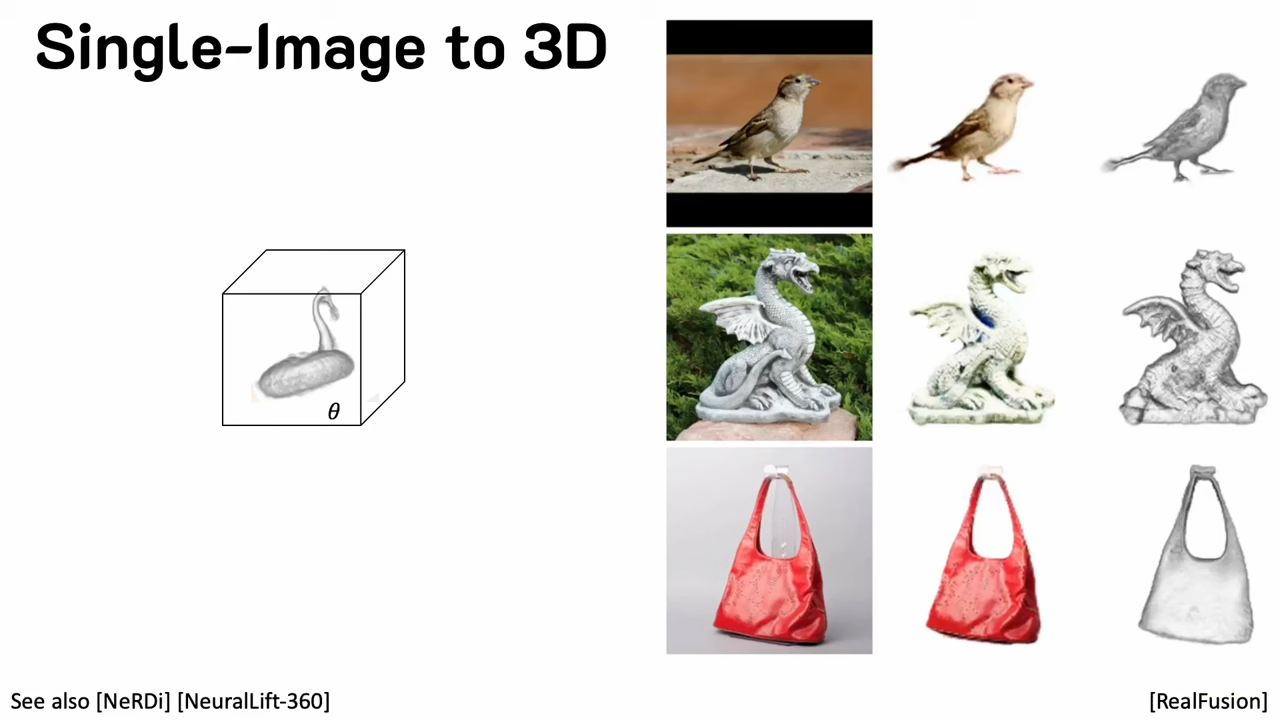 Single-Image to 3D
θ
See also [NeRDi] [NeuralLift-360]
[RealFusion]